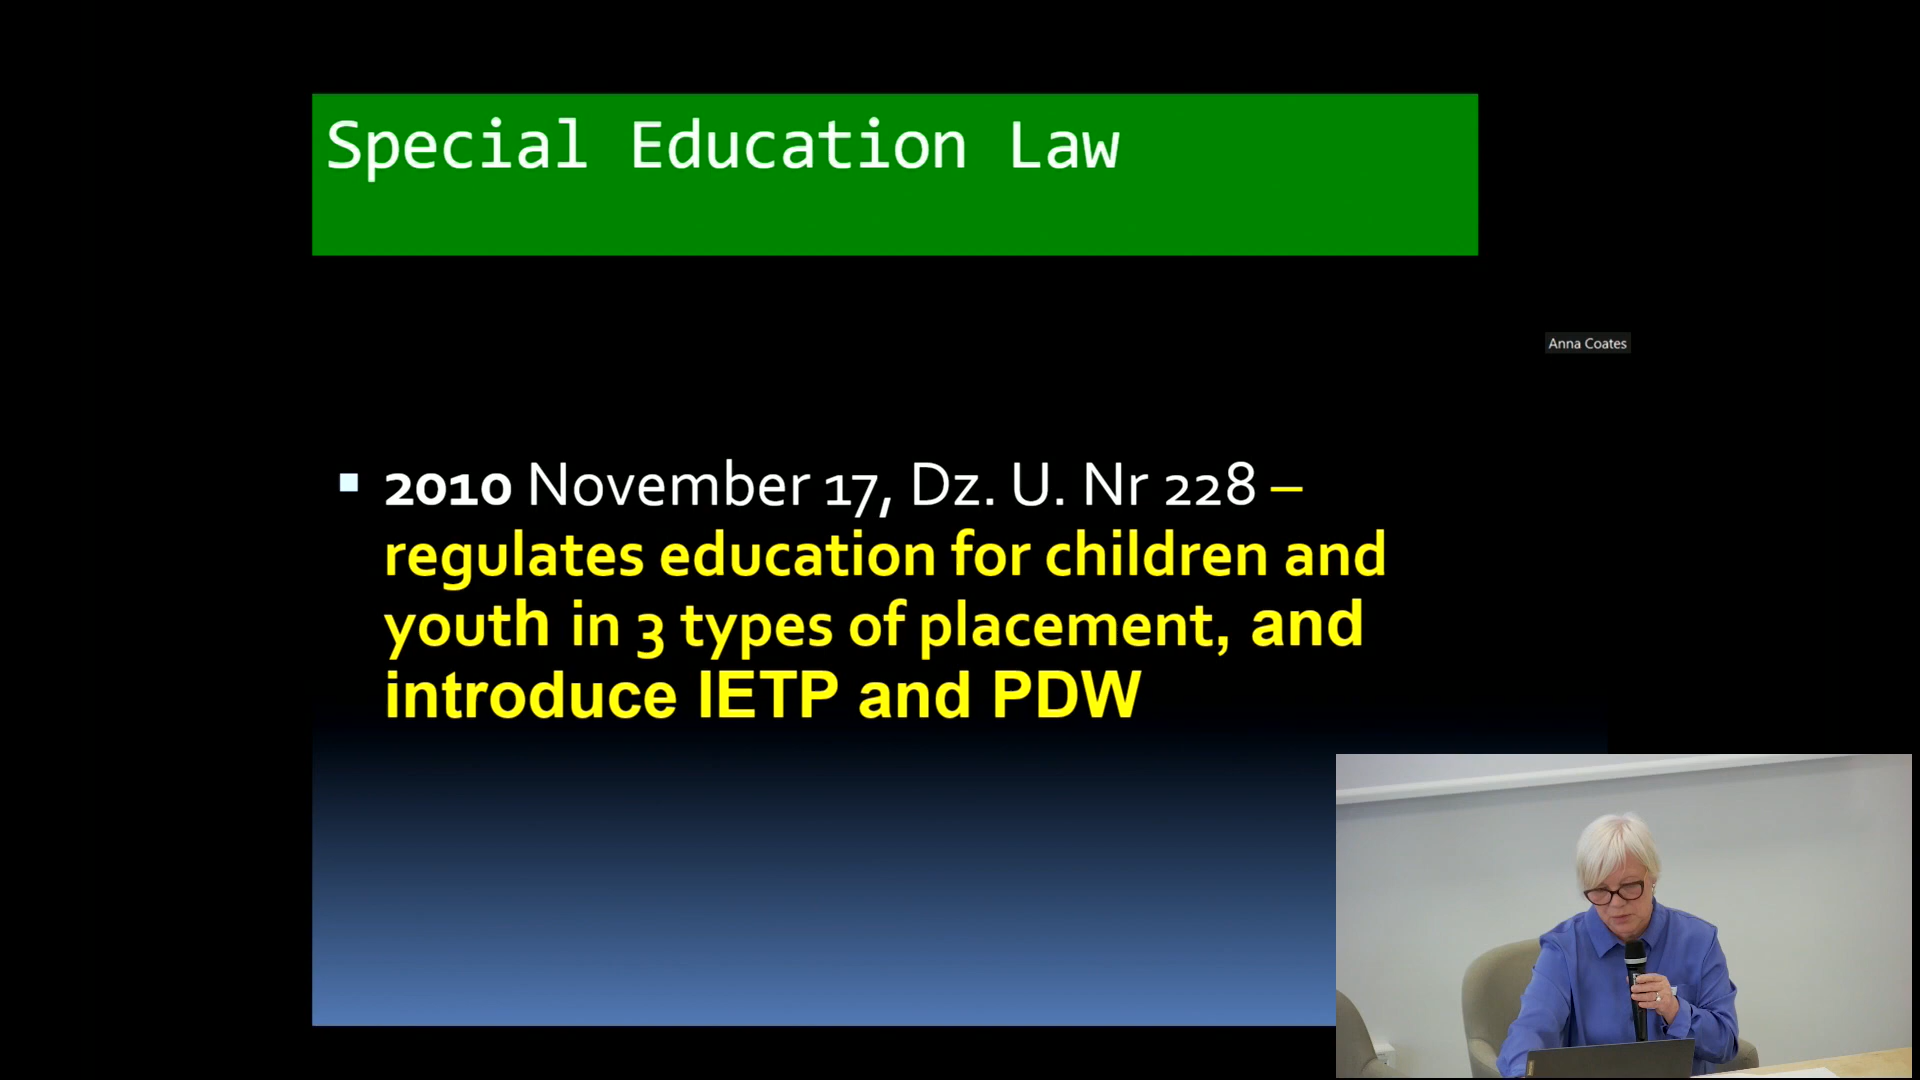 Special Education Law
Anna Coates
▪ 2010 November 17, Dz. U. Nr 228 –
regulates education for children and
youth in 3 types of placement, and
introduce IETP and PDW